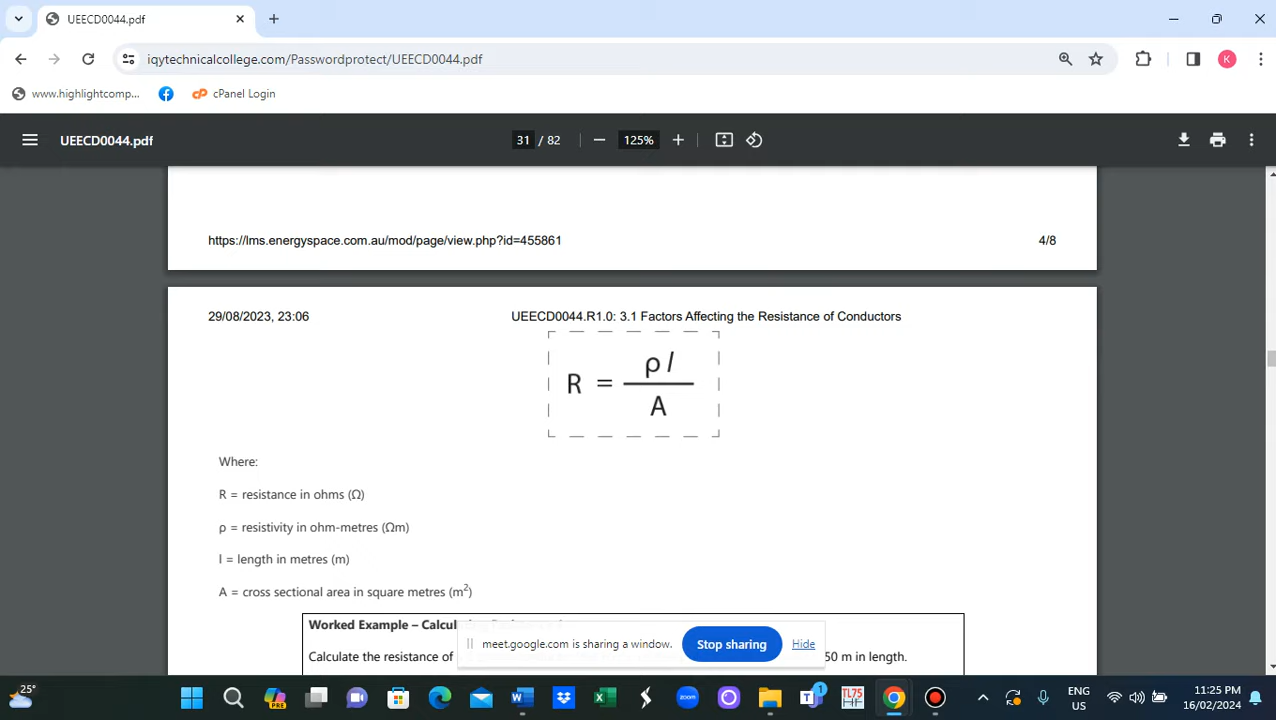 UEECD0044.pdf
iqytechnicalcollege.com/Passwordprotect/UEECD0044.pdf
K
www.highlightcomp...
cPanel Login
UEECD0044.pdf
31 / 82
125%
https://lms.energyspace.com.au/mod/page/view.php?id=455861
4/8
29/08/2023, 23:06
UEECD0044.R1.0: 3.1 Factors Affecting the Resistance of Conductors
R = ρ l / A
Where:
R = resistance in ohms (Ω)
ρ = resistivity in ohm-metres (Ωm)
l = length in metres (m)
A = cross sectional area in square metres (m²)
Worked Example – Calcul
Calculate the resistance of
50 m in length.
meet.google.com is sharing a window.
Stop sharing
Hide
25°
PRE
zoom
1
TL75
ENG
US
11:25 PM
16/02/2024